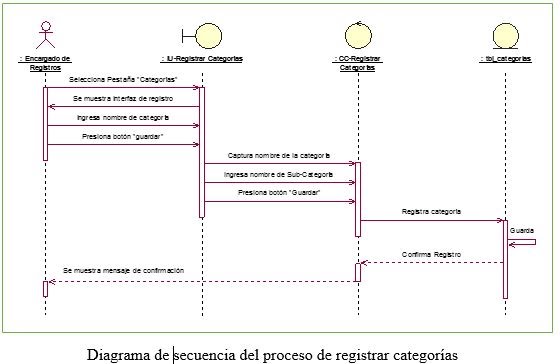 : Encargado de
Registros
: IU-Registrar Categorías
: CC-Registrar
Categorías
: tbl_categorias
Selecciona Pestaña "Categorías"
Se muestra interfaz de registro
Ingresa nombre de categoría
Presiona botón "guardar"
Captura nombre de la categoría
Ingresa nombre de Sub-Categoría
Presiona botón "Guardar"
Registra categoría
Guarda
Confirma Registro
Se muestra mensaje de confirmación
Diagrama de secuencia del proceso de registrar categorías